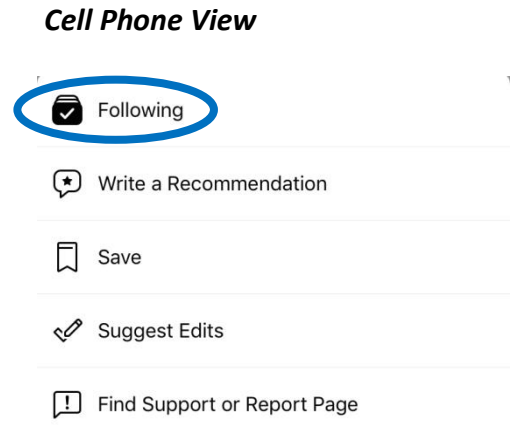 Cell Phone View
Following
Write a Recommendation
Save
Suggest Edits
Find Support or Report Page